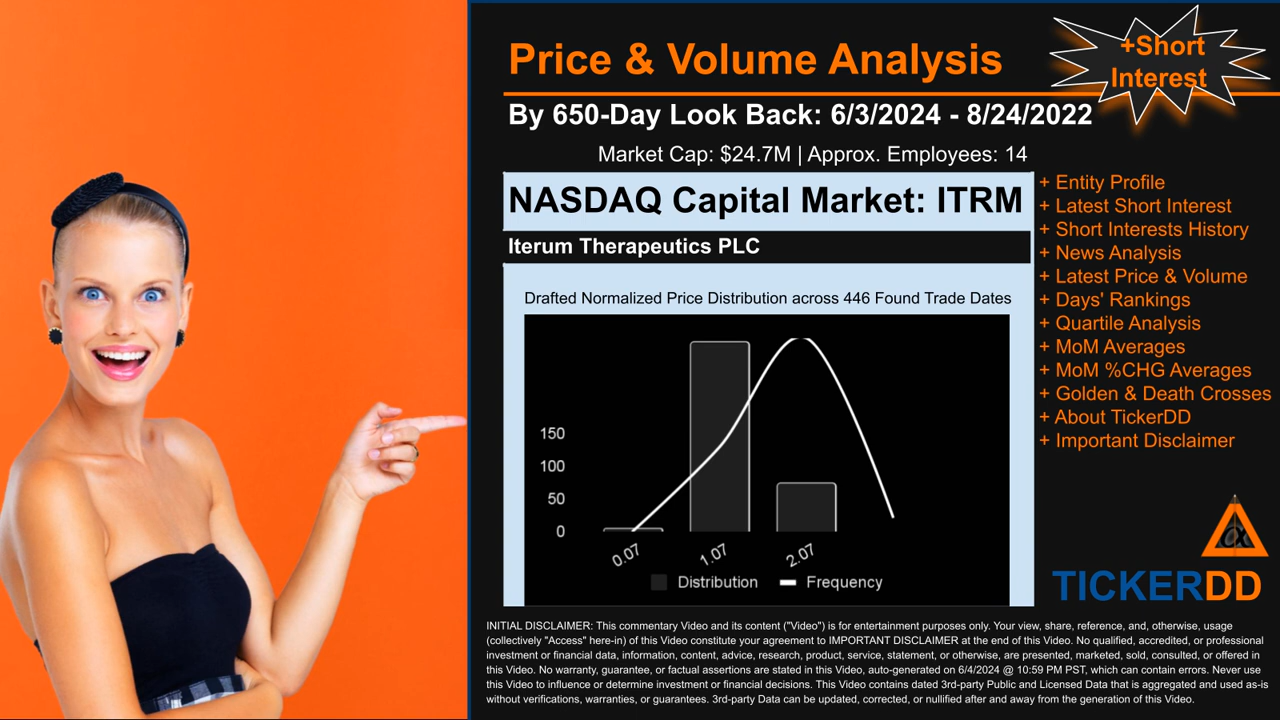 Price & Volume Analysis
+Short
Interest
By 650-Day Look Back: 6/3/2024 - 8/24/2022
Market Cap: $24.7M | Approx. Employees: 14
NASDAQ Capital Market: ITRM
Iterum Therapeutics PLC
Drafted Normalized Price Distribution across 446 Found Trade Dates
150
100
50
0
0.07
1.07
2.07
Distribution
Frequency
+ Entity Profile
+ Latest Short Interest
+ Short Interests History
+ News Analysis
+ Latest Price & Volume
+ Days' Rankings
+ Quartile Analysis
+ MoM Averages
+ MoM %CHG Averages
+ Golden & Death Crosses
+ About TickerDD
+ Important Disclaimer
TICKERDD
INITIAL DISCLAIMER: This commentary Video and its content ("Video") is for entertainment purposes only. Your view, share, reference, and, otherwise, usage
(collectively "Access" here-in) of this Video constitute your agreement to IMPORTANT DISCLAIMER at the end of this Video. No qualified, accredited, or professional
investment or financial data, information, content, advice, research, product, service, statement, or otherwise, are presented, marketed, sold, consulted, or offered in
this Video. No warranty, guarantee, or factual assertions are stated in this Video, auto-generated on 6/4/2024 @ 10:59 PM PST, which can contain errors. Never use
this Video to influence or determine investment or financial decisions. This Video contains dated 3rd-party Public and Licensed Data that is aggregated and used as-is
without verifications, warranties, or guarantees. 3rd-party Data can be updated, corrected, or nullified after and away from the generation of this Video.